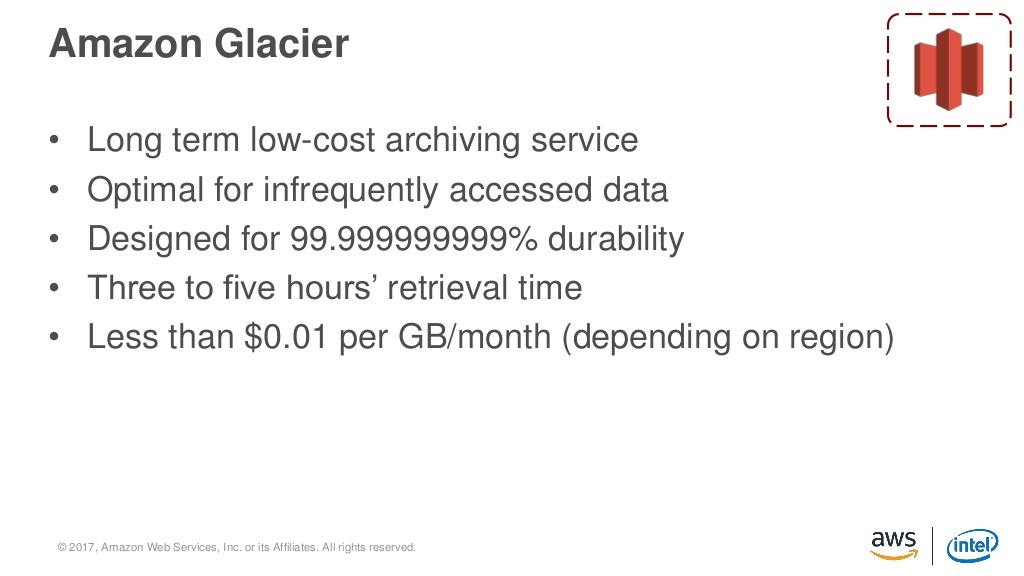 Amazon Glacier
• Long term low-cost archiving service
• Optimal for infrequently accessed data
• Designed for 99.999999999% durability
• Three to five hours’ retrieval time
• Less than $0.01 per GB/month (depending on region)
© 2017, Amazon Web Services, Inc. or its Affiliates. All rights reserved.
aws
intel